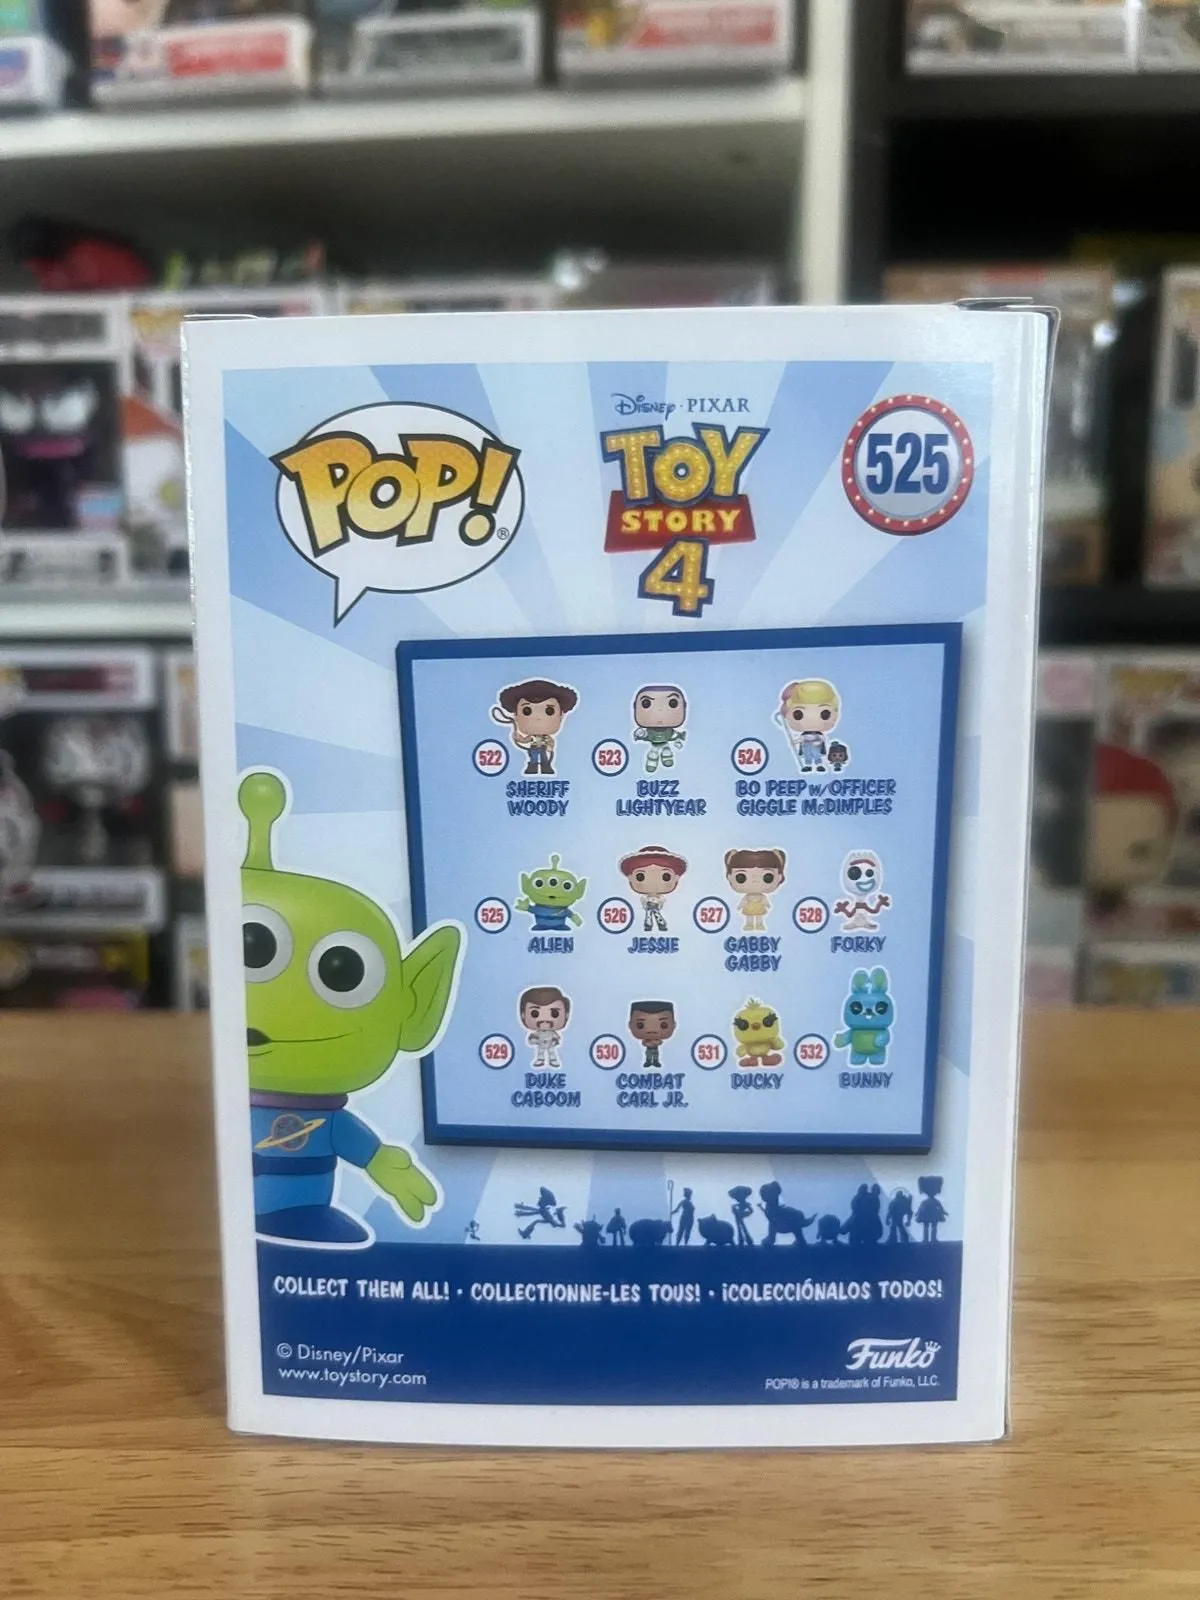 POP!®
Disney · PIXAR
TOY
STORY
4
525
522
SHERIFF
WOODY
523
BUZZ
LIGHTYEAR
524
BO PEEP w/OFFICER
GIGGLE McDIMPLES
525
ALIEN
526
JESSIE
527
GABBY
GABBY
528
FORKY
529
DUKE
CABOOM
530
COMBAT
CARL JR.
531
DUCKY
532
BUNNY
COLLECT THEM ALL! · COLLECTIONNE-LES TOUS! · ¡COLECCIÓNALOS TODOS!
© Disney/Pixar
www.toystory.com
Funko
POP!® is a trademark of Funko, LLC.